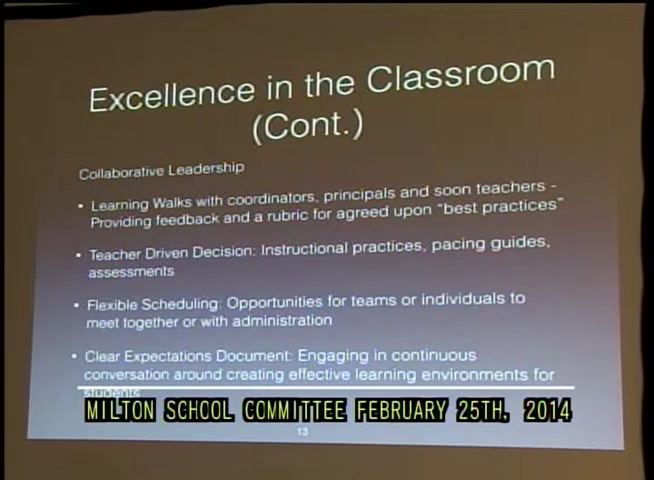 Excellence in the Classroom
(Cont.)
Collaborative Leadership
• Learning Walks with coordinators, principals and soon teachers -
Providing feedback and a rubric for agreed upon "best practices"
• Teacher Driven Decision: Instructional practices, pacing guides,
assessments
• Flexible Scheduling: Opportunities for teams or individuals to
meet together or with administration
• Clear Expectations Document: Engaging in continuous
conversation around creating effective learning environments for
students
MILTON SCHOOL COMMITTEE FEBRUARY 25TH, 2014
13